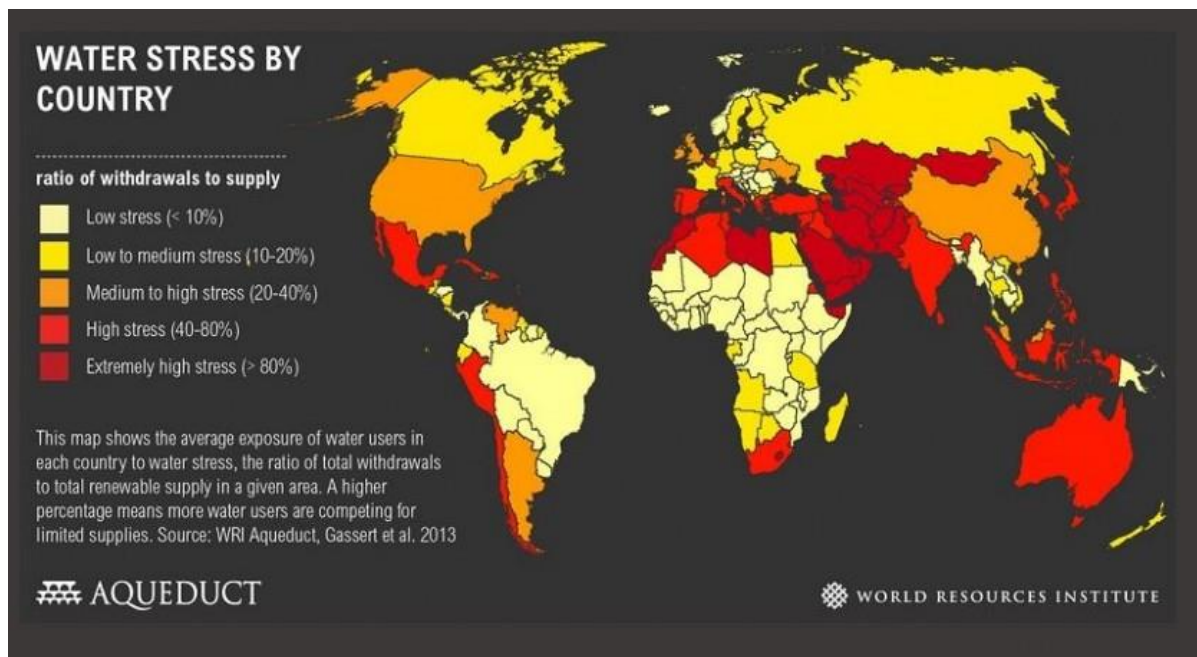 WATER STRESS BY
COUNTRY
ratio of withdrawals to supply
Low stress (< 10%)
Low to medium stress (10-20%)
Medium to high stress (20-40%)
High stress (40-80%)
Extremely high stress (> 80%)
This map shows the average exposure of water users in
each country to water stress, the ratio of total withdrawals
to total renewable supply in a given area. A higher
percentage means more water users are competing for
limited supplies. Source: WRI Aqueduct, Gassert et al. 2013
AQUEDUCT
WORLD RESOURCES INSTITUTE